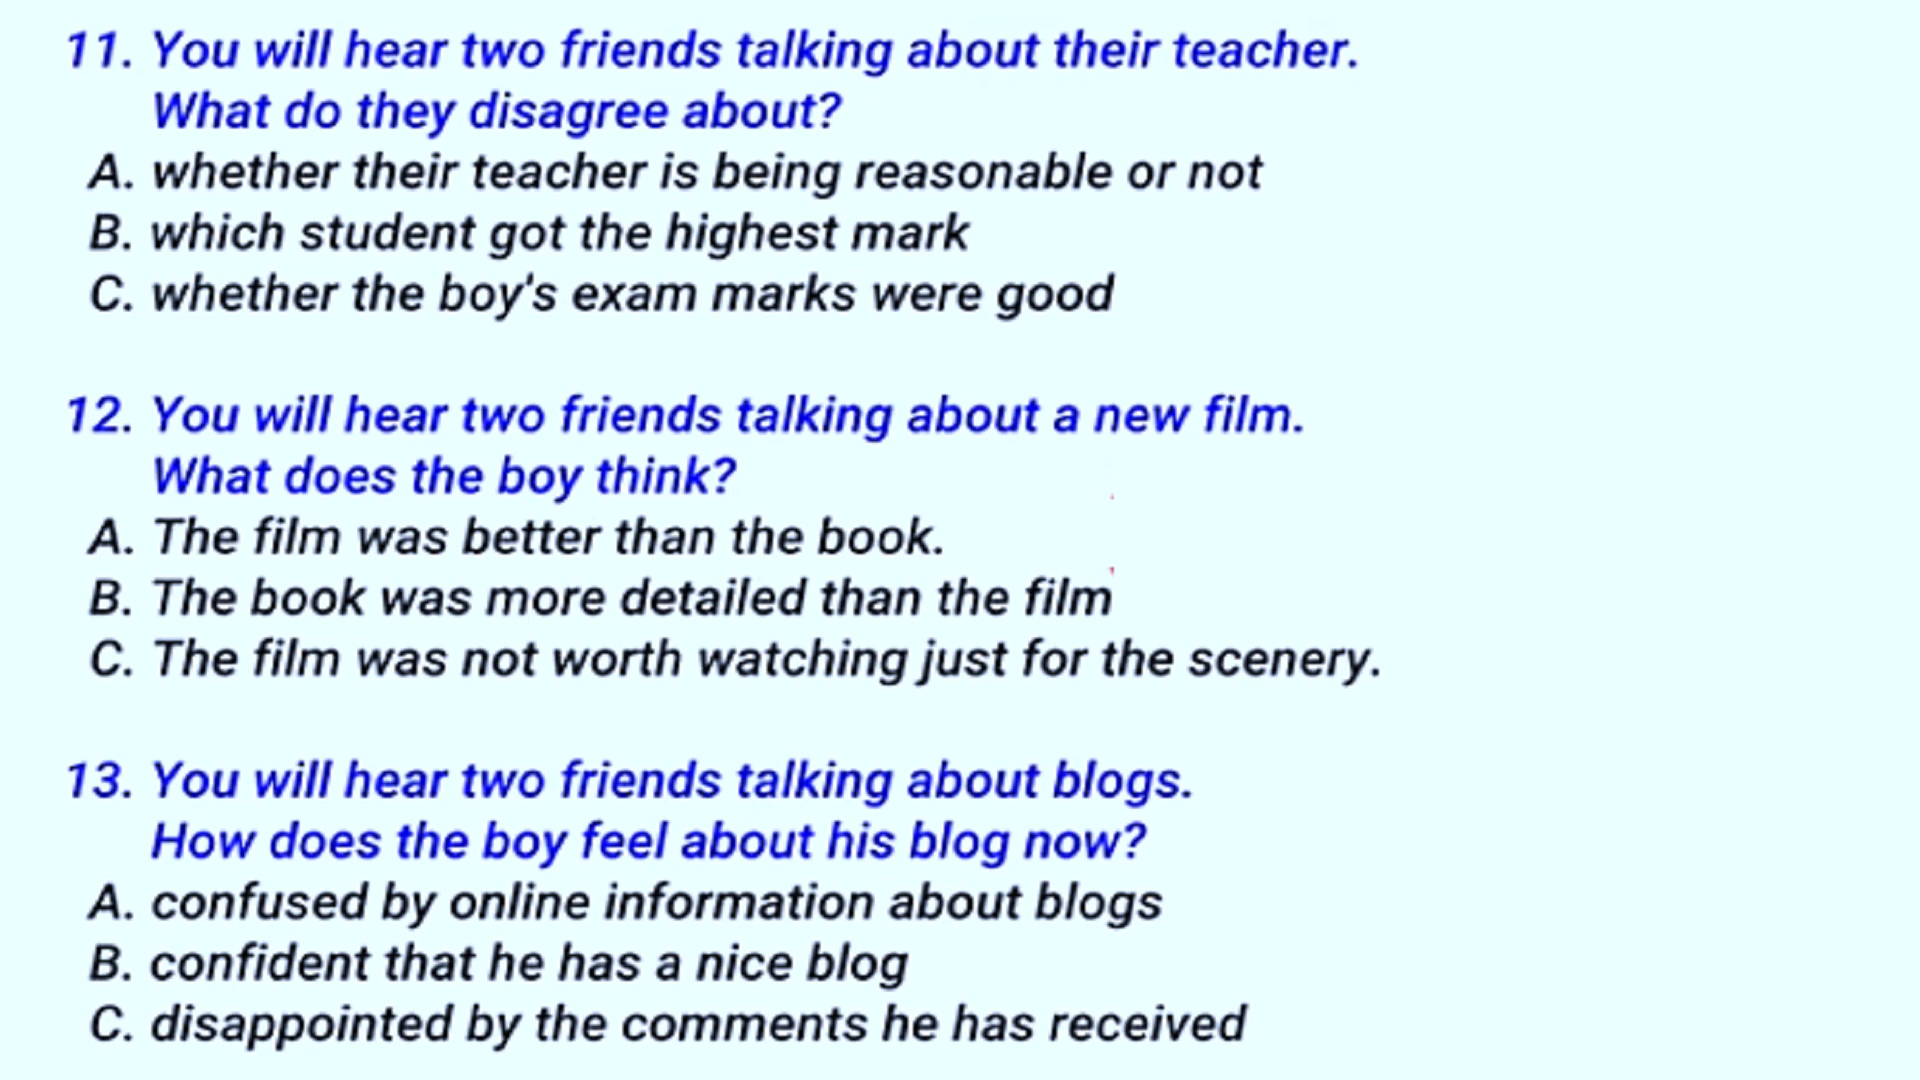 11. You will hear two friends talking about their teacher.
What do they disagree about?
A. whether their teacher is being reasonable or not
B. which student got the highest mark
C. whether the boy's exam marks were good
12. You will hear two friends talking about a new film.
What does the boy think?
A. The film was better than the book.
B. The book was more detailed than the film
C. The film was not worth watching just for the scenery.
13. You will hear two friends talking about blogs.
How does the boy feel about his blog now?
A. confused by online information about blogs
B. confident that he has a nice blog
C. disappointed by the comments he has received